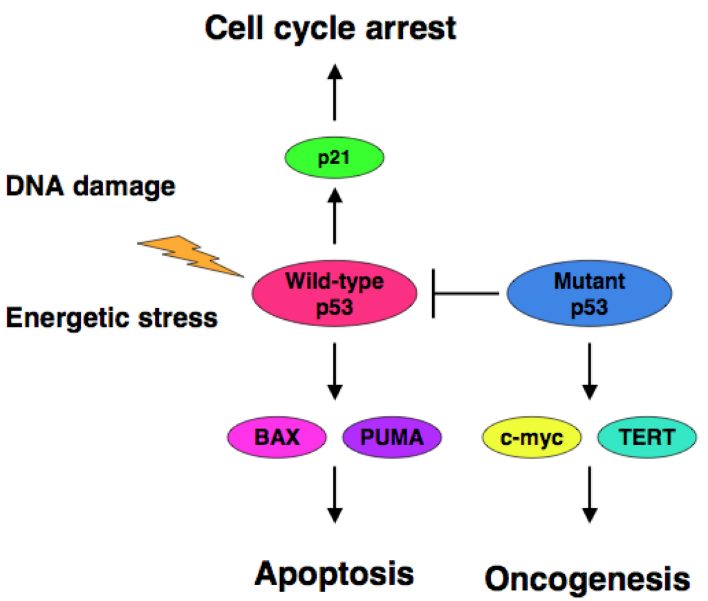 Cell cycle arrest
p21
DNA damage
Wild-type
p53
Mutant
p53
Energetic stress
BAX
PUMA
c-myc
TERT
Apoptosis
Oncogenesis